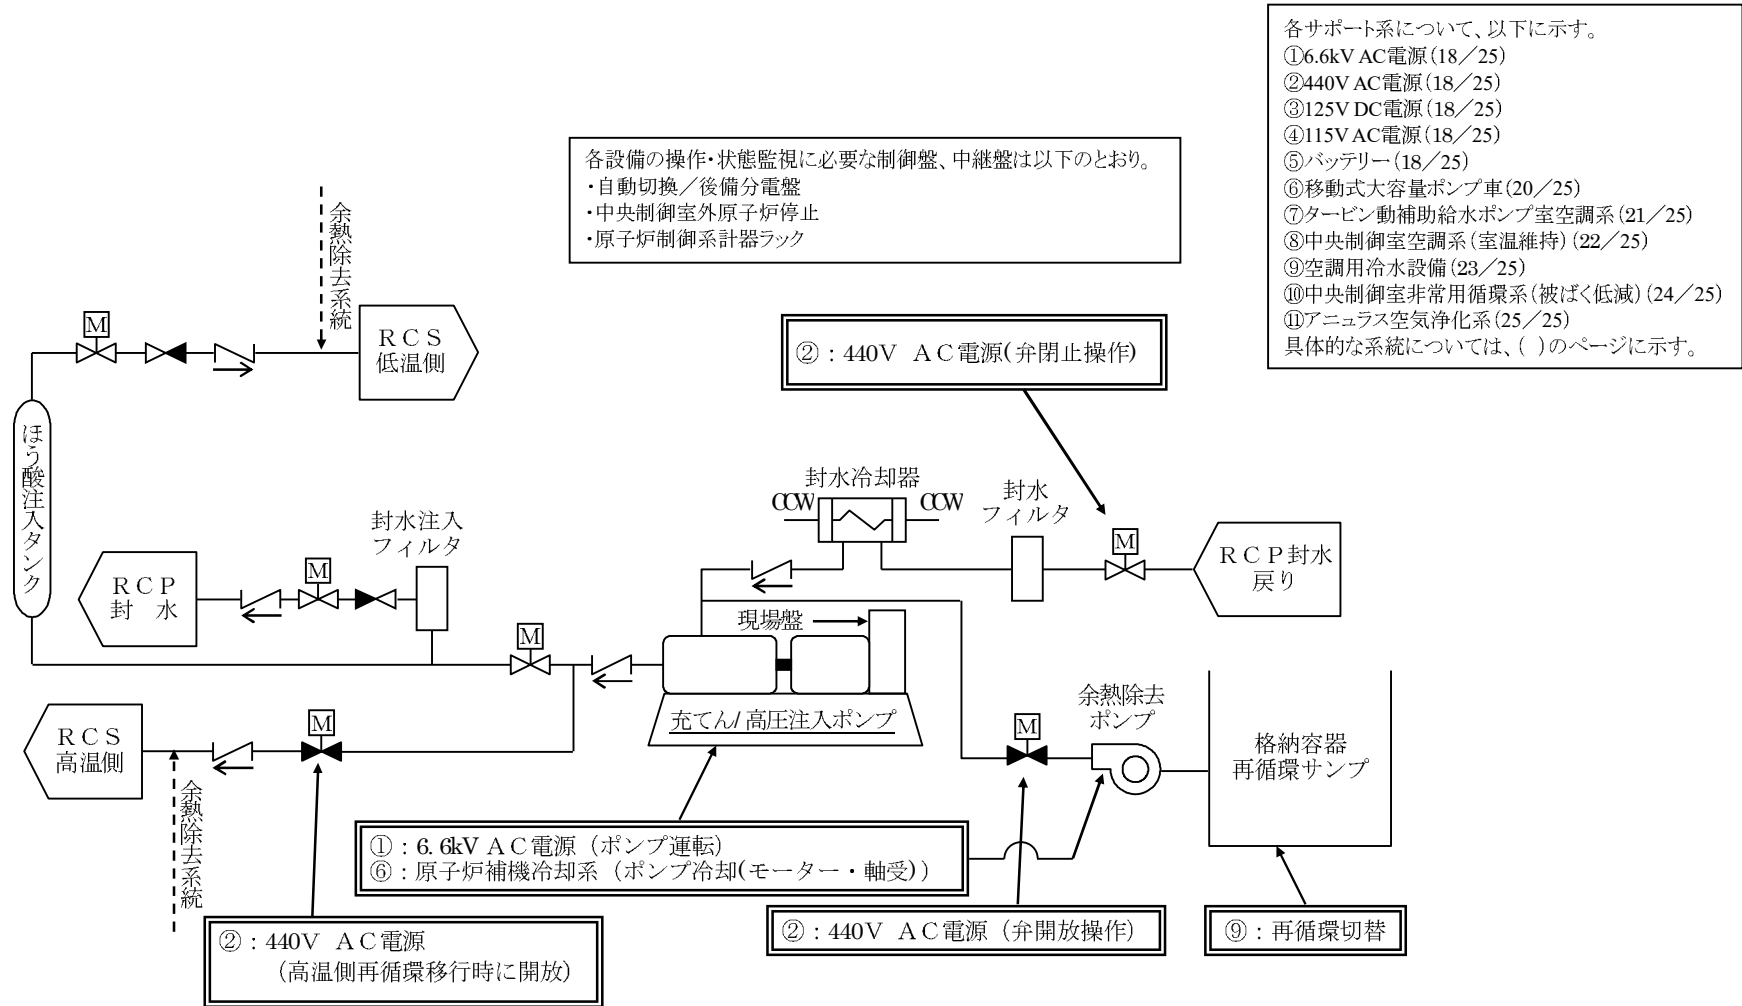 各サポート系について、以下に示す。
①6.6kV AC電源(18／25)
②440V AC電源(18／25)
③125V DC電源(18／25)
④115V AC電源(18／25)
⑤バッテリー(18／25)
⑥移動式大容量ポンプ車(20／25)
⑦タービン動補助給水ポンプ室空調系(21／25)
⑧中央制御室空調系(室温維持)(22／25)
⑨空調用冷水設備(23／25)
⑩中央制御室非常用循環系(被ばく低減)(24／25)
⑪アニュラス空気浄化系(25／25)
具体的な系統については、( )のページに示す。
各設備の操作・状態監視に必要な制御盤、中継盤は以下のとおり。
・自動切換／後備分電盤
・中央制御室外原子炉停止
・原子炉制御系計器ラック
余熱除去系統
M
ＲＣＳ
低温側
②：440V ＡＣ電源(弁閉止操作)
ほう酸注入タンク
封水冷却器
CCW
CCW
封水
フィルタ
M
ＲＣＰ封水
戻り
封水注入
フィルタ
M
ＲＣＰ
封　水
現場盤
M
充てん/高圧注入ポンプ
余熱除去
ポンプ
M
格納容器
再循環サンプ
ＲＣＳ
高温側
M
余熱除去系統
①：6.6kV ＡＣ電源（ポンプ運転）
⑥：原子炉補機冷却系（ポンプ冷却(モーター・軸受)）
②：440V ＡＣ電源
（高温側再循環移行時に開放）
②：440V ＡＣ電源（弁開放操作）
⑨：再循環切替